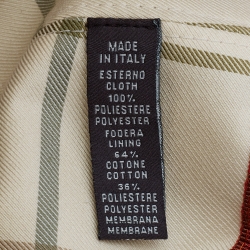 MADE
IN ITALY
ESTERNO
CLOTH
100%
POLIESTERE
POLYESTER
FODERA
LINING
64%
COTONE
COTTON
36%
POLIESTERE
POLYESTER
MEMBRANA
MEMBRANE